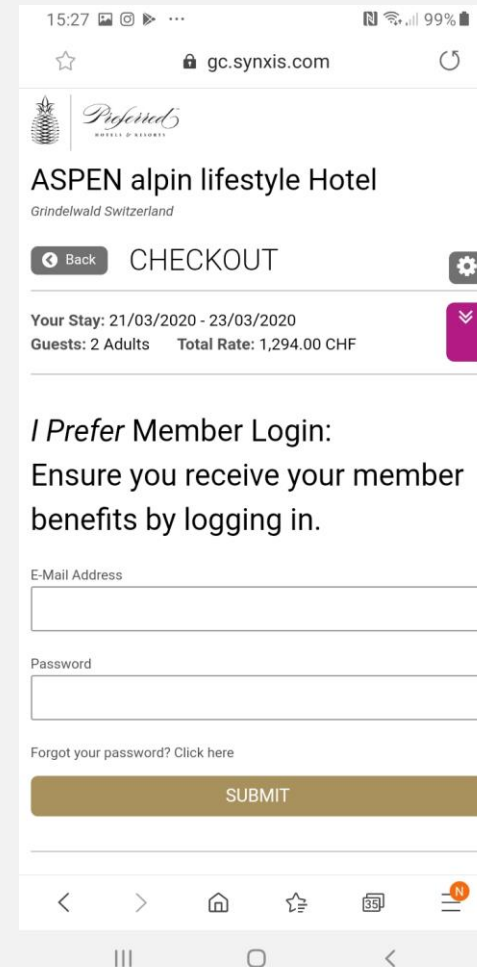 15:27 99%
gc.synxis.com
Preferred
HOTELS & RESORTS
ASPEN alpin lifestyle Hotel
Grindelwald Switzerland
Back CHECKOUT
Your Stay: 21/03/2020 - 23/03/2020
Guests: 2 Adults Total Rate: 1,294.00 CHF
I Prefer Member Login:
Ensure you receive your member
benefits by logging in.
E-Mail Address
Password
Forgot your password? Click here
SUBMIT
35 N